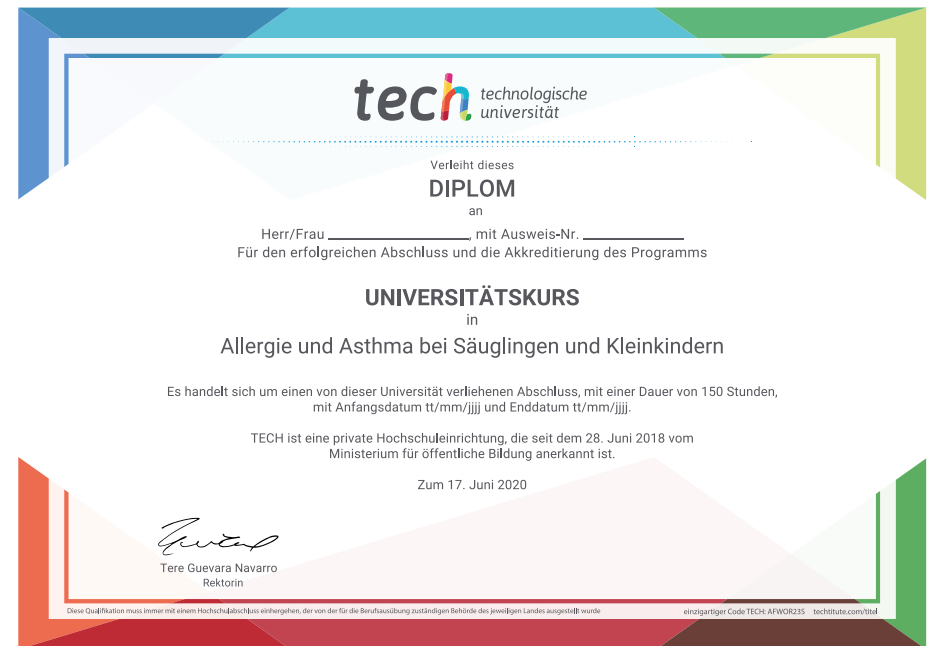 tech technologische
universität
Verleiht dieses
DIPLOM
an
Herr/Frau ____________, mit Ausweis-Nr. ____________
Für den erfolgreichen Abschluss und die Akkreditierung des Programms
UNIVERSITÄTSKURS
in
Allergie und Asthma bei Säuglingen und Kleinkindern
Es handelt sich um einen von dieser Universität verliehenen Abschluss, mit einer Dauer von 150 Stunden,
mit Anfangsdatum tt/mm/jjjj und Enddatum tt/mm/jjjj.
TECH ist eine private Hochschuleinrichtung, die seit dem 28. Juni 2018 vom
Ministerium für öffentliche Bildung anerkannt ist.
Zum 17. Juni 2020
Tere Guevara Navarro
Rektorin
Diese Qualifikation muss immer mit einem Hochschulabschluss einhergehen, der von der für die Berufsausübung zuständigen Behörde des jeweiligen Landes ausgestellt wurde
einzigartiger Code TECH: AFWOR23S techtitute.com/titel